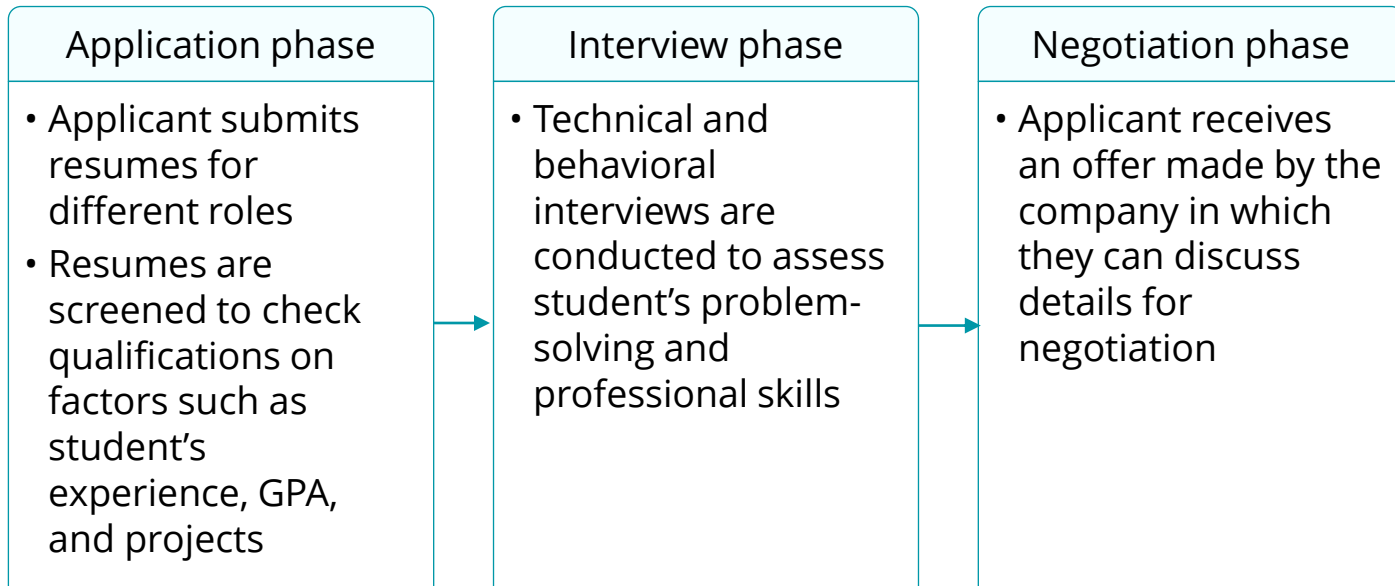 Application phase
• Applicant submits
resumes for
different roles
• Resumes are
screened to check
qualifications on
factors such as
student’s
experience, GPA,
and projects
Interview phase
• Technical and
behavioral
interviews are
conducted to assess
student’s problem-
solving and
professional skills
Negotiation phase
• Applicant receives
an offer made by the
company in which
they can discuss
details for
negotiation